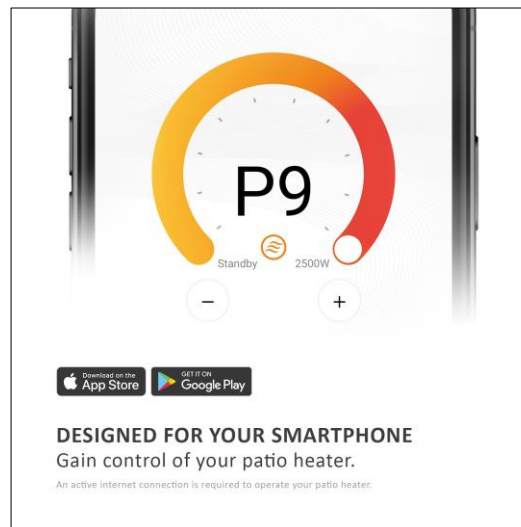 P9
Standby 2500W
− +
Download on the GET IT ON
App Store Google Play
DESIGNED FOR YOUR SMARTPHONE
Gain control of your patio heater.
An active internet connection is required to operate your patio heater.